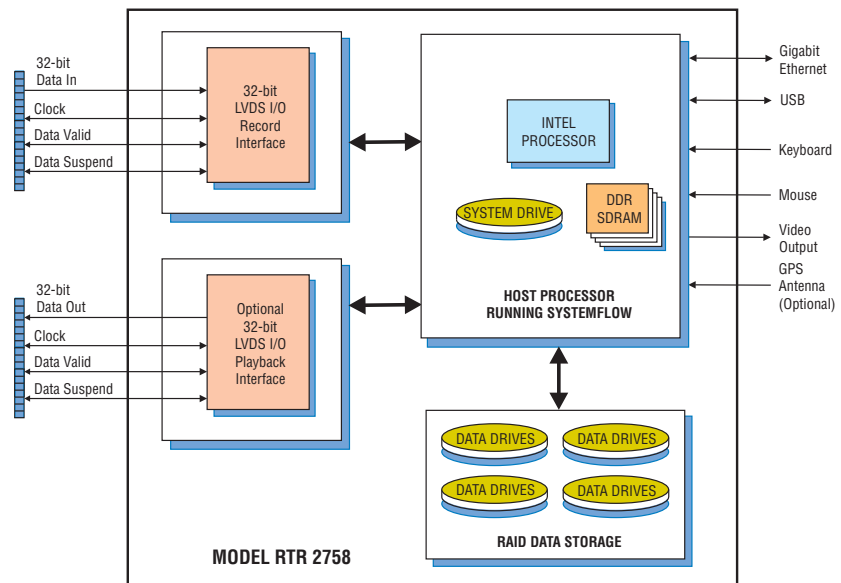 32-bit
Data In
Clock
Data Valid
Data Suspend
32-bit
LVDS I/O
Record
Interface
INTEL
PROCESSOR
SYSTEM DRIVE
DDR
SDRAM
HOST PROCESSOR
RUNNING SYSTEMFLOW
Gigabit
Ethernet
USB
Keyboard
Mouse
Video
Output
GPS
Antenna
(Optional)
32-bit
Data Out
Clock
Data Valid
Data Suspend
Optional
32-bit
LVDS I/O
Playback
Interface
DATA DRIVES
DATA DRIVES
DATA DRIVES
DATA DRIVES
RAID DATA STORAGE
MODEL RTR 2758